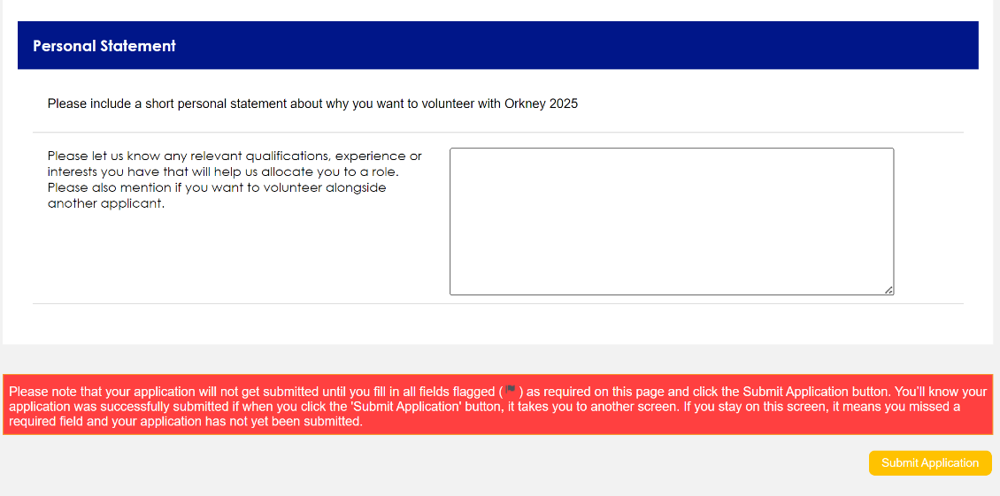 Personal Statement
Please include a short personal statement about why you want to volunteer with Orkney 2025
Please let us know any relevant qualifications, experience or
interests you have that will help us allocate you to a role.
Please also mention if you want to volunteer alongside
another applicant.
Please note that your application will not get submitted until you fill in all fields flagged ( ) as required on this page and click the Submit Application button. You'll know your
application was successfully submitted if when you click the 'Submit Application' button, it takes you to another screen. If you stay on this screen, it means you missed a
required field and your application has not yet been submitted.
Submit Application